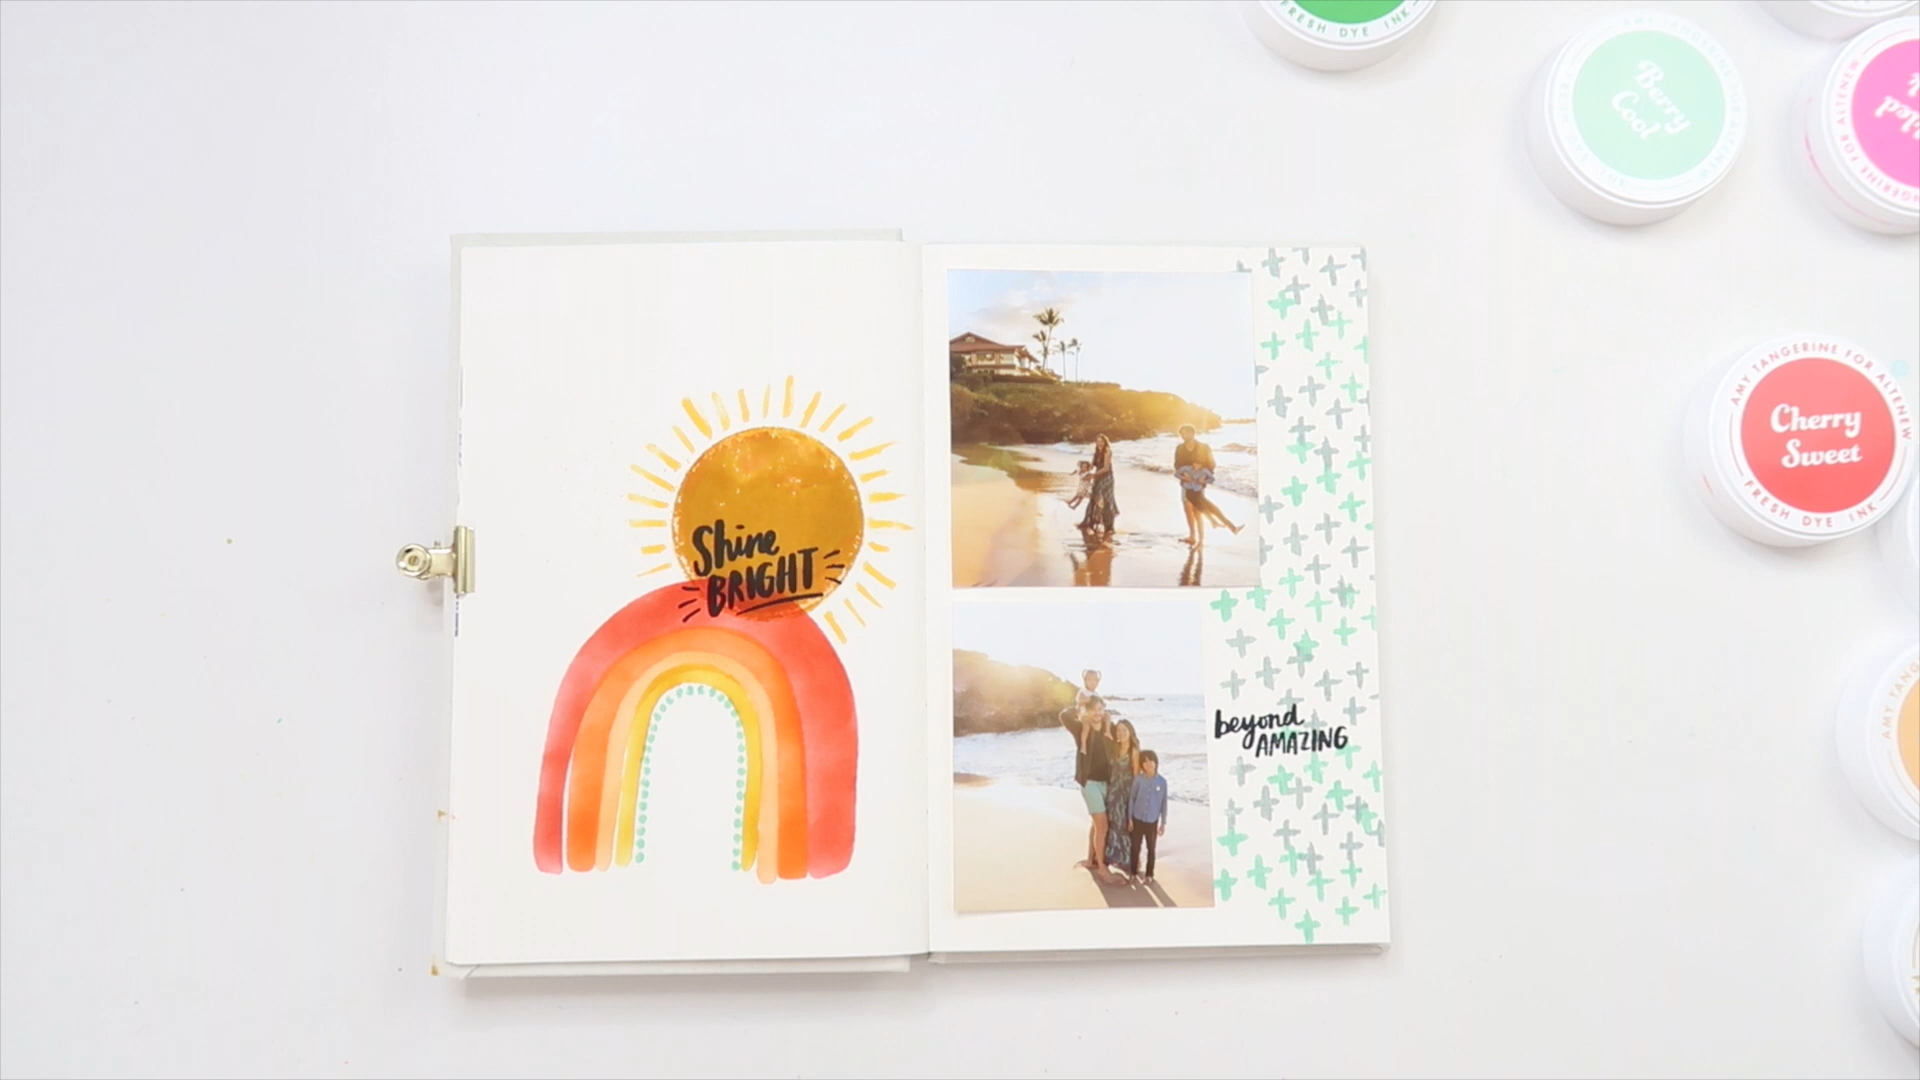 FRESH DYE INK
Berry
Cool
AMY TANGERINE FOR ALTENEW
Cherry
Sweet
FRESH DYE INK
Shine
BRIGHT
beyond
AMAZING